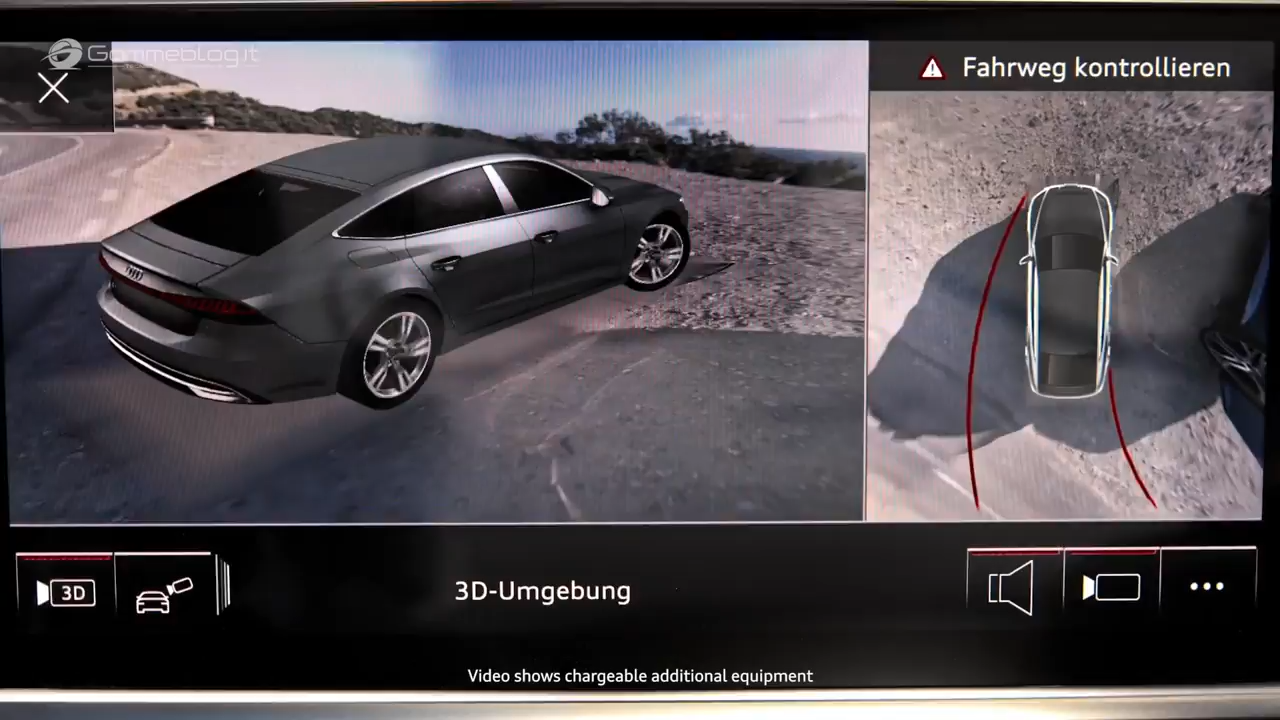 Gommeblog.it
Fahrweg kontrollieren
3D
3D-Umgebung
Video shows chargeable additional equipment